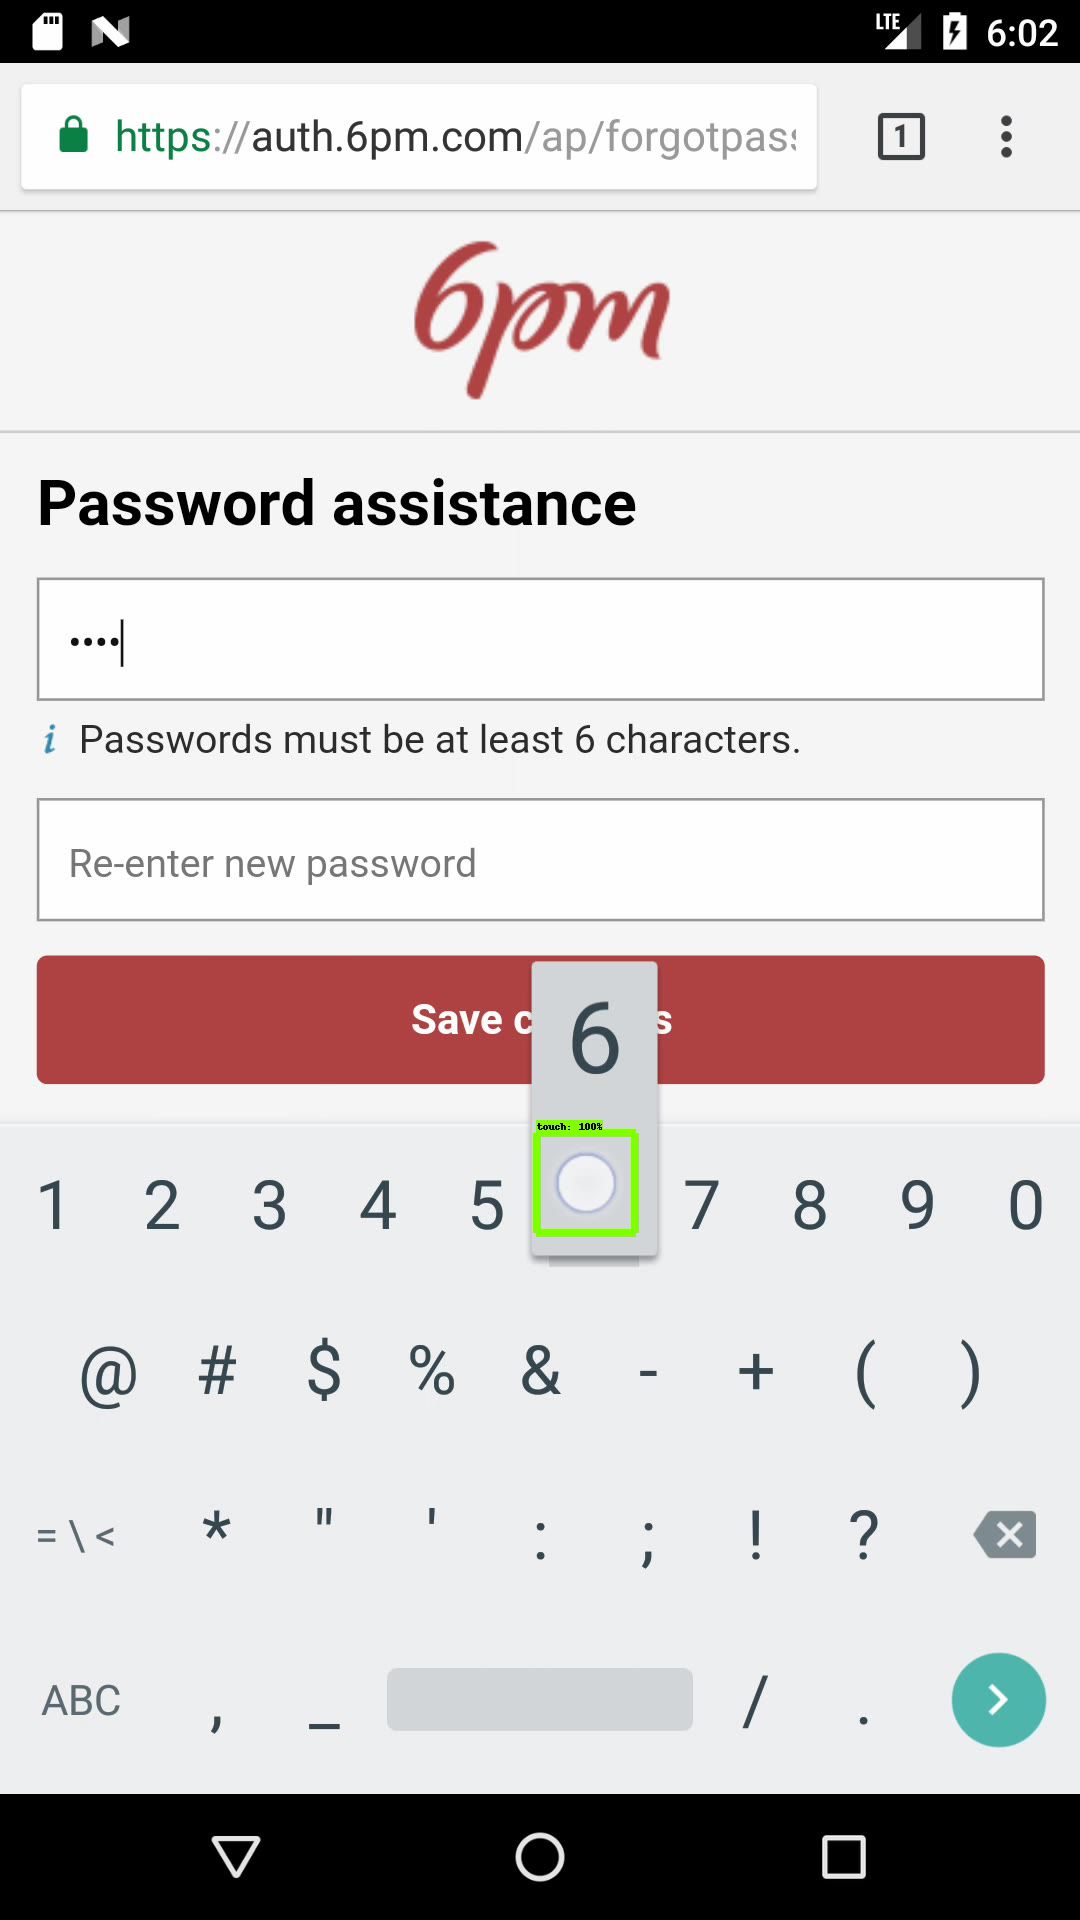 LTE 6:02
https://auth.6pm.com/ap/forgotpas
1
6pm
Password assistance
••••
i Passwords must be at least 6 characters.
Re-enter new password
Save c s
6
touch: 100%
1 2 3 4 5 7 8 9 0
@ # $ % & - + ( )
= \ < * " ' : ; ! ?
ABC , _ / .